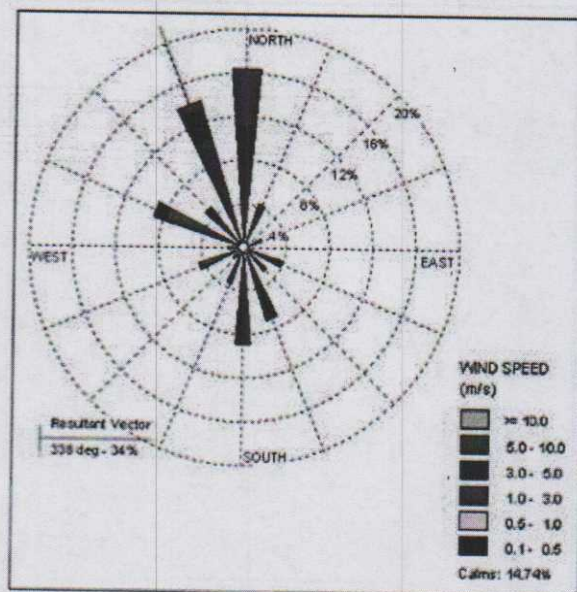 NORTH
20%
16%
12%
8%
4%
WEST
EAST
SOUTH
Resultant Vector
338 deg - 34%
WIND SPEED
(m/s)
>= 10.0
5.0 - 10.0
3.0 - 5.0
1.0 - 3.0
0.5 - 1.0
0.1 - 0.5
Calms: 14.74%